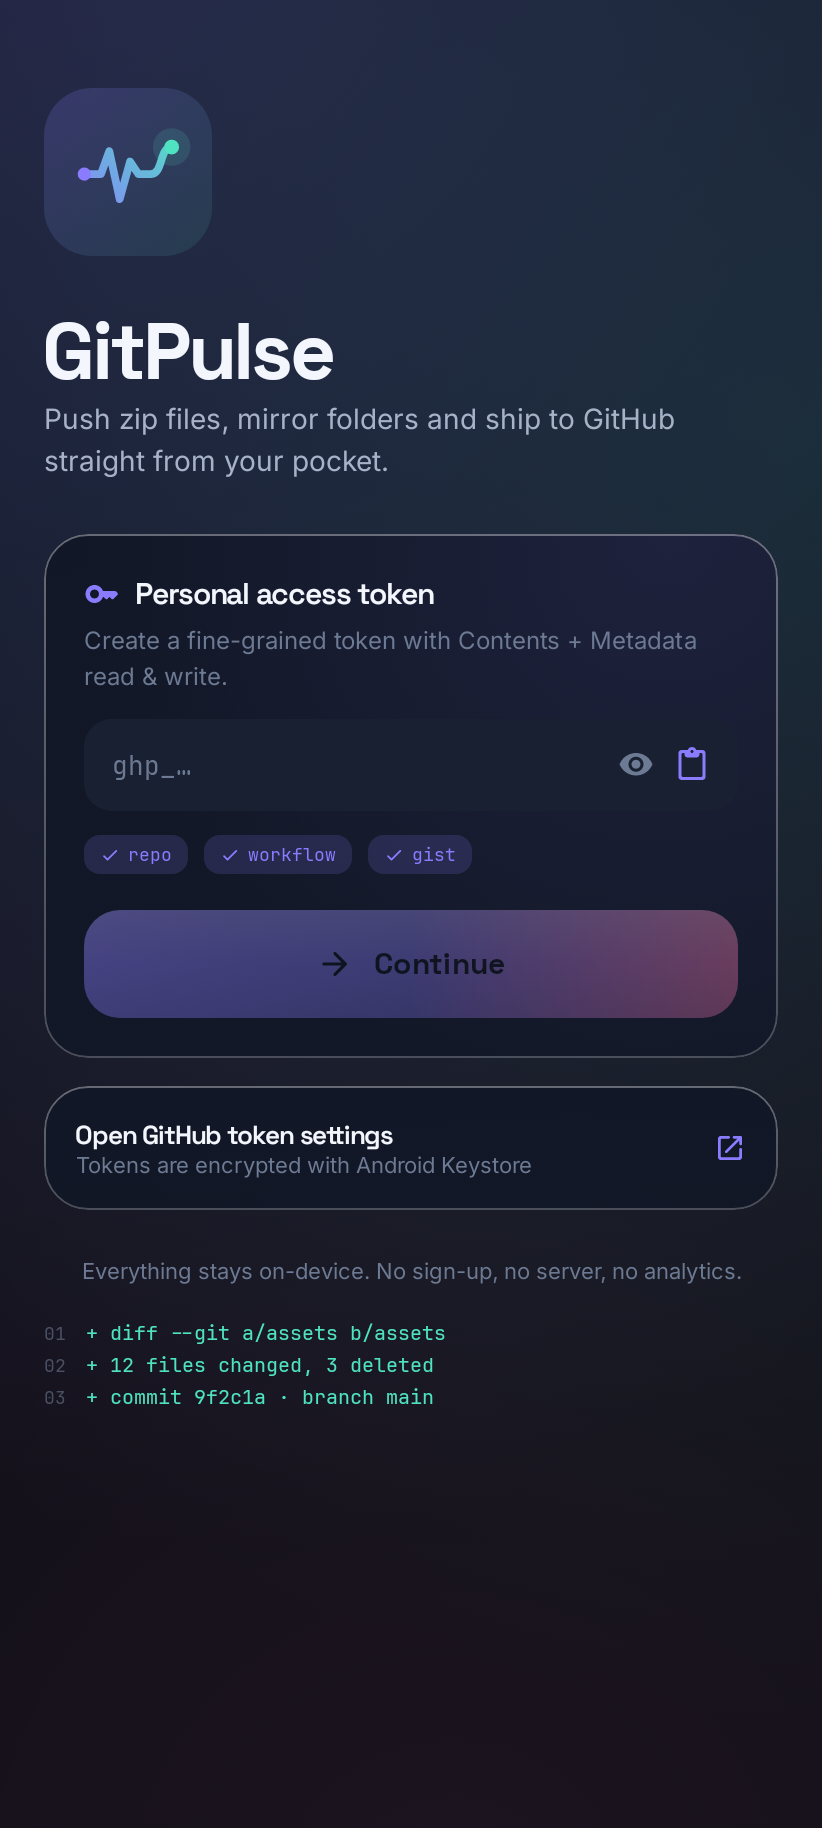 GitPulse
Push zip files, mirror folders and ship to GitHub
straight from your pocket.
Personal access token
Create a fine-grained token with Contents + Metadata
read & write.
ghp_…
repo workflow gist
Continue
Open GitHub token settings
Tokens are encrypted with Android Keystore
Everything stays on-device. No sign-up, no server, no analytics.
01 + diff --git a/assets b/assets
02 + 12 files changed, 3 deleted
03 + commit 9f2c1a · branch main